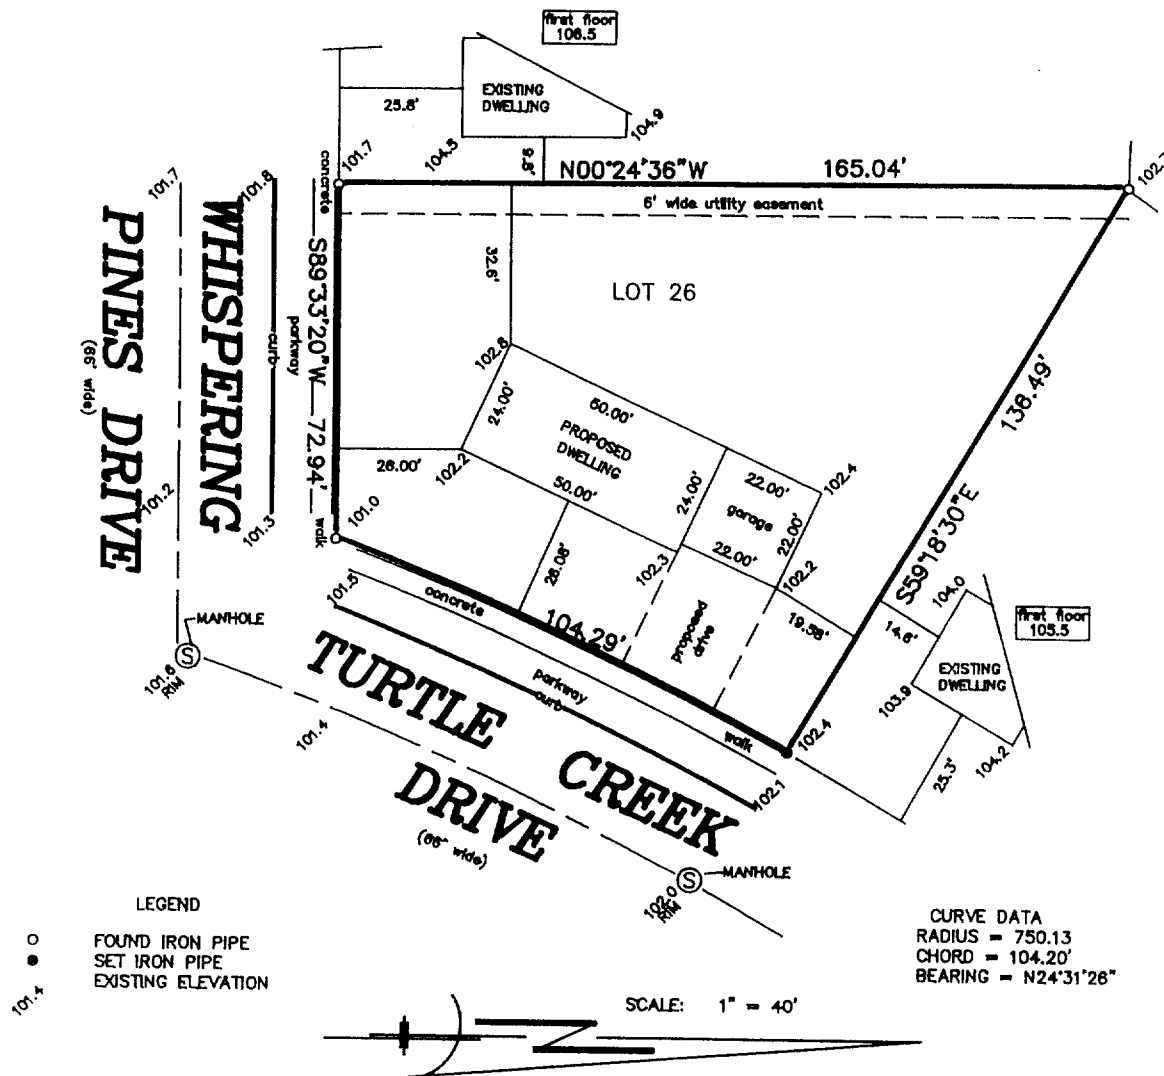 first floor
106.5
EXISTING
DWELLING
25.8'
104.9
104.5
9.8'
101.7
concrete
N00°24'36"W 165.04'
102.7
101.7
101.8
6' wide utility easement
WHISPERING
PINES DRIVE
(66' wide)
curb
parkway
S89°33'20"W 72.94'
walk
32.6'
LOT 26
102.8
24.00'
50.00'
PROPOSED
DWELLING
50.00'
102.2
26.00'
138.49'
S59°18'30"E
22.00'
102.4
24.00'
garage
22.00'
22.00'
102.2
101.2
101.3
101.0
26.08'
102.3
proposed
drive
19.58'
14.6'
104.0
first floor
105.5
EXISTING
DWELLING
103.9
104.2
25.3'
101.5
concrete
104.29'
parkway
curb
walk
102.4
102.1
MANHOLE
S
101.6
RIM
101.4
TURTLE CREEK
DRIVE
(66' wide)
S
MANHOLE
102.0
RIM
LEGEND
FOUND IRON PIPE
SET IRON PIPE
101.4 EXISTING ELEVATION
CURVE DATA
RADIUS = 750.13
CHORD = 104.20'
BEARING = N24°31'26"
SCALE: 1" = 40'
N